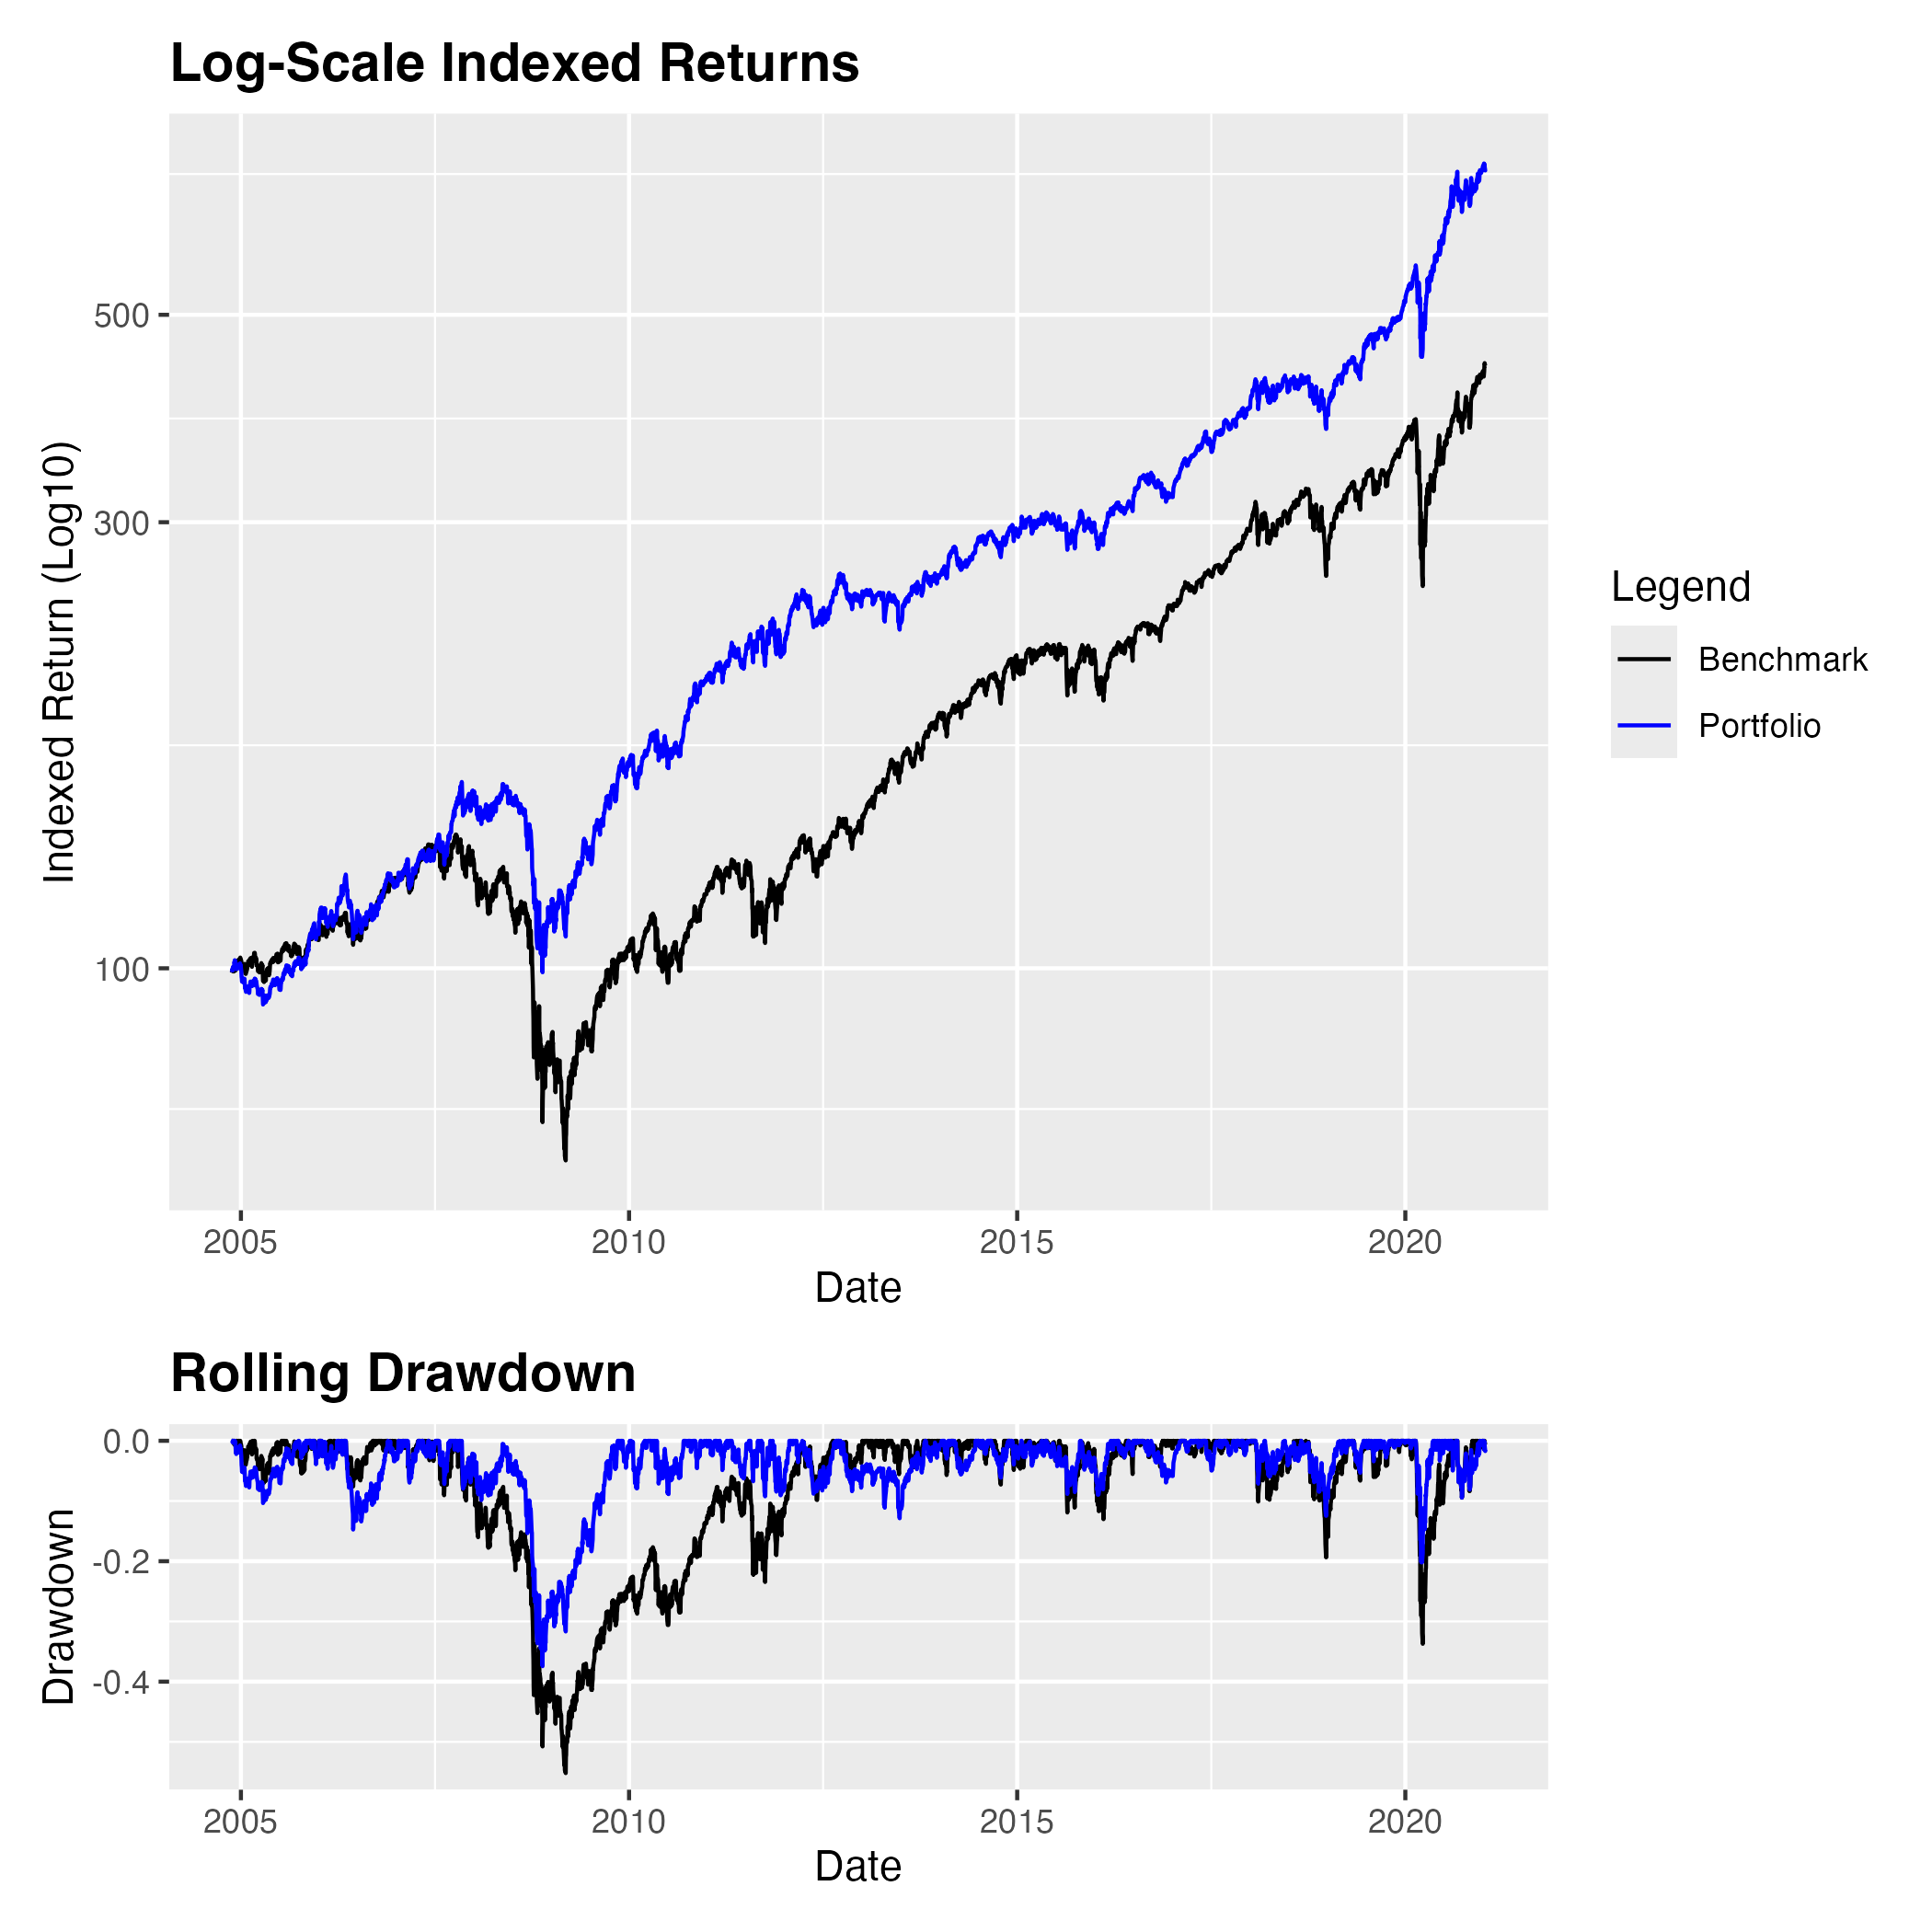 Log-Scale Indexed Returns
Indexed Return (Log10)
500
300
100
2005 2010 2015 2020
Date
Legend
Benchmark
Portfolio
Rolling Drawdown
Drawdown
0.0
-0.2
-0.4
2005 2010 2015 2020
Date